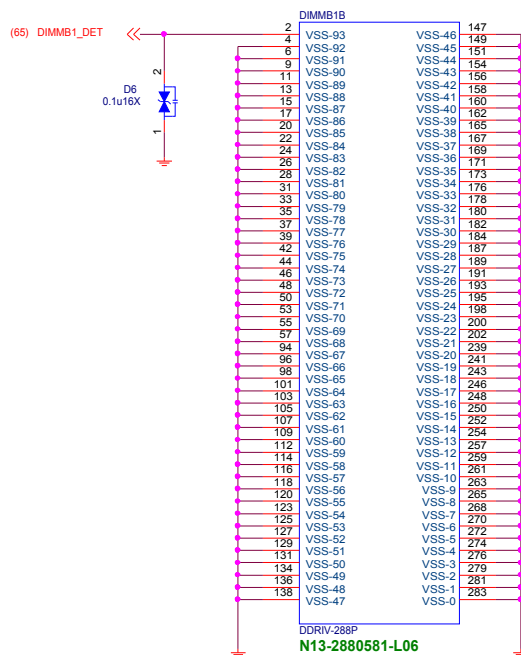 DIMMB1B
(65) DIMMB1_DET
2 VSS-93 VSS-46 147
4 VSS-92 VSS-45 149
6 VSS-91 VSS-44 151
9 VSS-90 VSS-43 154
11 VSS-89 VSS-42 156
13 VSS-88 VSS-41 158
15 VSS-87 VSS-40 160
17 VSS-86 VSS-39 162
20 VSS-85 VSS-38 165
22 VSS-84 VSS-37 167
24 VSS-83 VSS-36 169
26 VSS-82 VSS-35 171
28 VSS-81 VSS-34 173
31 VSS-80 VSS-33 176
33 VSS-79 VSS-32 178
35 VSS-78 VSS-31 180
37 VSS-77 VSS-30 182
39 VSS-76 VSS-29 184
42 VSS-75 VSS-28 187
44 VSS-74 VSS-27 189
46 VSS-73 VSS-26 191
48 VSS-72 VSS-25 193
50 VSS-71 VSS-24 195
53 VSS-70 VSS-23 198
55 VSS-69 VSS-22 200
57 VSS-68 VSS-21 202
94 VSS-67 VSS-20 239
96 VSS-66 VSS-19 241
98 VSS-65 VSS-18 243
101 VSS-64 VSS-17 246
103 VSS-63 VSS-16 248
105 VSS-62 VSS-15 250
107 VSS-61 VSS-14 252
109 VSS-60 VSS-13 254
112 VSS-59 VSS-12 257
114 VSS-58 VSS-11 259
116 VSS-57 VSS-10 261
118 VSS-56 VSS-9 263
120 VSS-55 VSS-8 265
123 VSS-54 VSS-7 268
125 VSS-53 VSS-6 270
127 VSS-52 VSS-5 272
129 VSS-51 VSS-4 274
131 VSS-50 VSS-3 276
134 VSS-49 VSS-2 279
136 VSS-48 VSS-1 281
138 VSS-47 VSS-0 283
2
D6
0.1u16X
1
DDRIV-288P
N13-2880581-L06